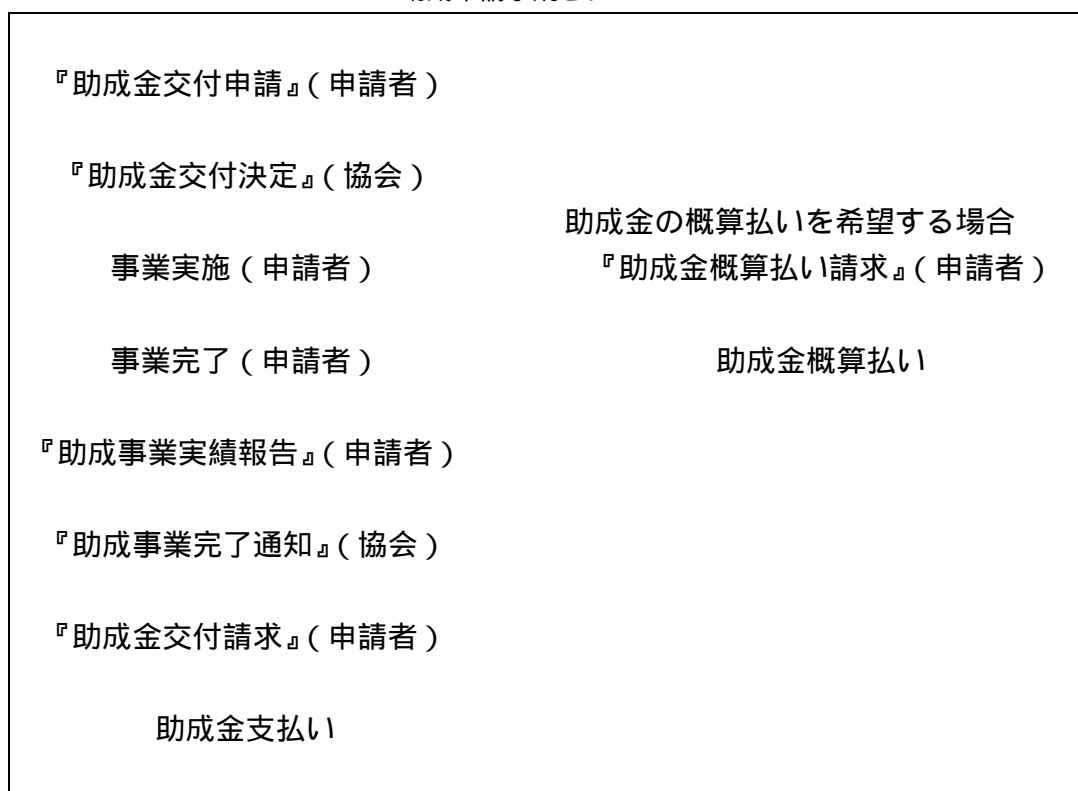 『助成金交付申請』(申請者)
『助成金交付決定』(協会)
助成金の概算払いを希望する場合
事業実施(申請者)
『助成金概算払い請求』(申請者)
事業完了(申請者)
助成金概算払い
『助成事業実績報告』(申請者)
『助成事業完了通知』(協会)
『助成金交付請求』(申請者)
助成金支払い